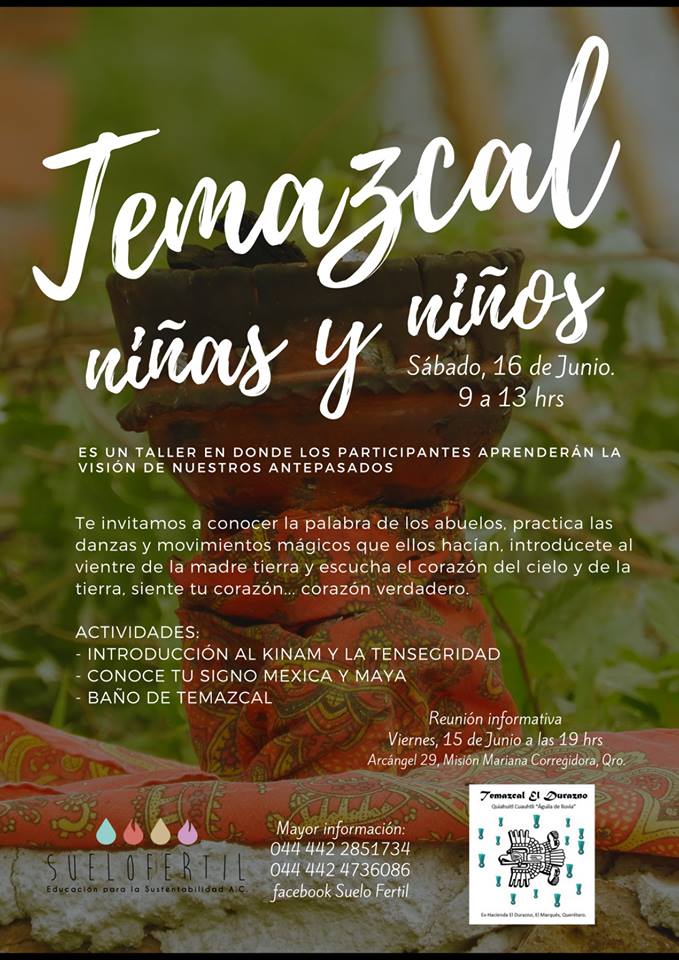 Temazcal
niñas y niños
Sábado, 16 de Junio.
9 a 13 hrs
ES UN TALLER EN DONDE LOS PARTICIPANTES APRENDERÁN LA
VISIÓN DE NUESTROS ANTEPASADOS
Te invitamos a conocer la palabra de los abuelos, practica las
danzas y movimientos mágicos que ellos hacían, introdúcete al
vientre de la madre tierra y escucha el corazón del cielo y de la
tierra, siente tu corazón... corazón verdadero.
ACTIVIDADES:
- INTRODUCCIÓN AL KINAM Y LA TENSEGRIDAD
- CONOCE TU SIGNO MEXICA Y MAYA
- BAÑO DE TEMAZCAL
Reunión informativa
Viernes, 15 de Junio a las 19 hrs
Arcángel 29, Misión Mariana Corregidora, Qro.
SUELOFERTIL
Educación para la Sustentabilidad A.C.
Mayor información:
044 442 2851734
044 442 4736086
facebook Suelo Fertil
Temazcal El Durazno
Quiahuitl Cuauhtli "Águila de lluvia"
Ex-Hacienda El Durazno, El Marqués, Querétaro.